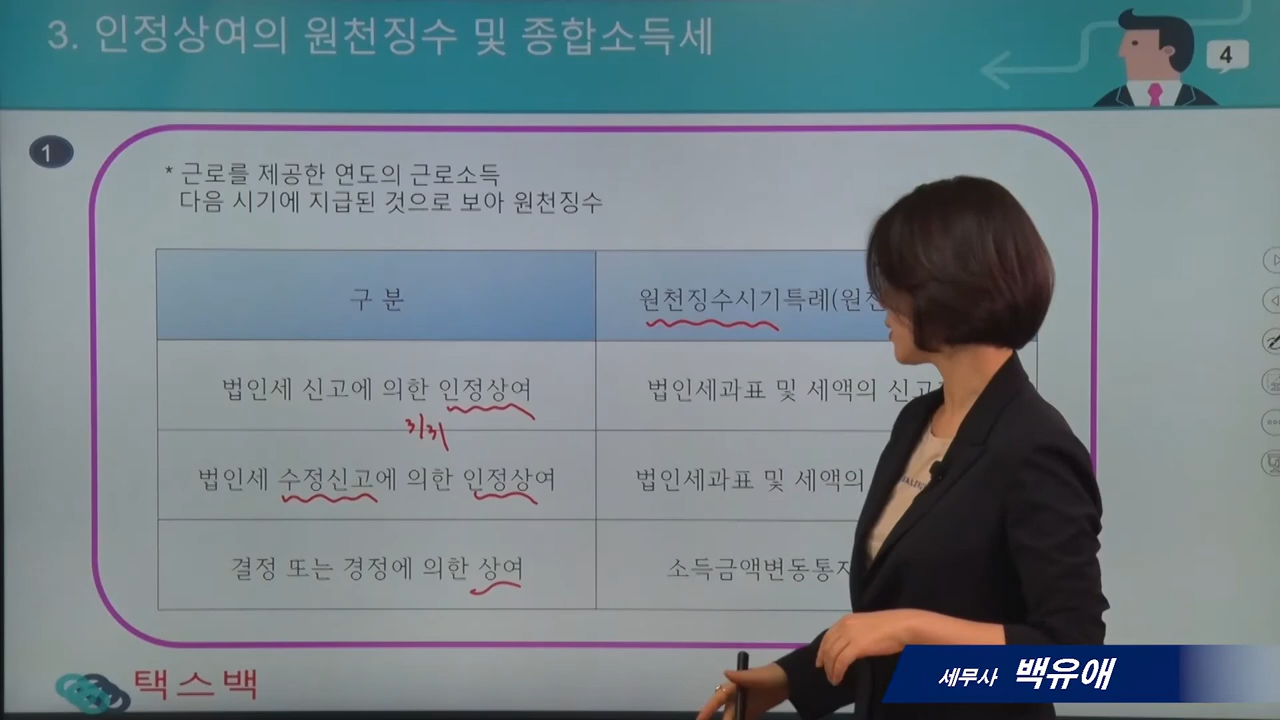 3. 인정상여의 원천징수 및 종합소득세
4
1
* 근로를 제공한 연도의 근로소득
다음 시기에 지급된 것으로 보아 원천징수
구 분
원천징수시기특례(원천
법인세 신고에 의한 인정상여
법인세과표 및 세액의 신고
3/31
법인세 수정신고에 의한 인정상여
법인세과표 및 세액의
결정 또는 경정에 의한 상여
소득금액변동통지
택스백
세무사 백유애